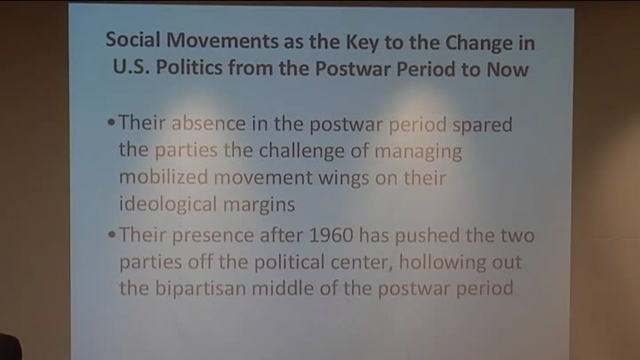 Social Movements as the Key to the Change in
U.S. Politics from the Postwar Period to Now
•Their absence in the postwar period spared
the parties the challenge of managing
mobilized movement wings on their
ideological margins
•Their presence after 1960 has pushed the two
parties off the political center, hollowing out
the bipartisan middle of the postwar period